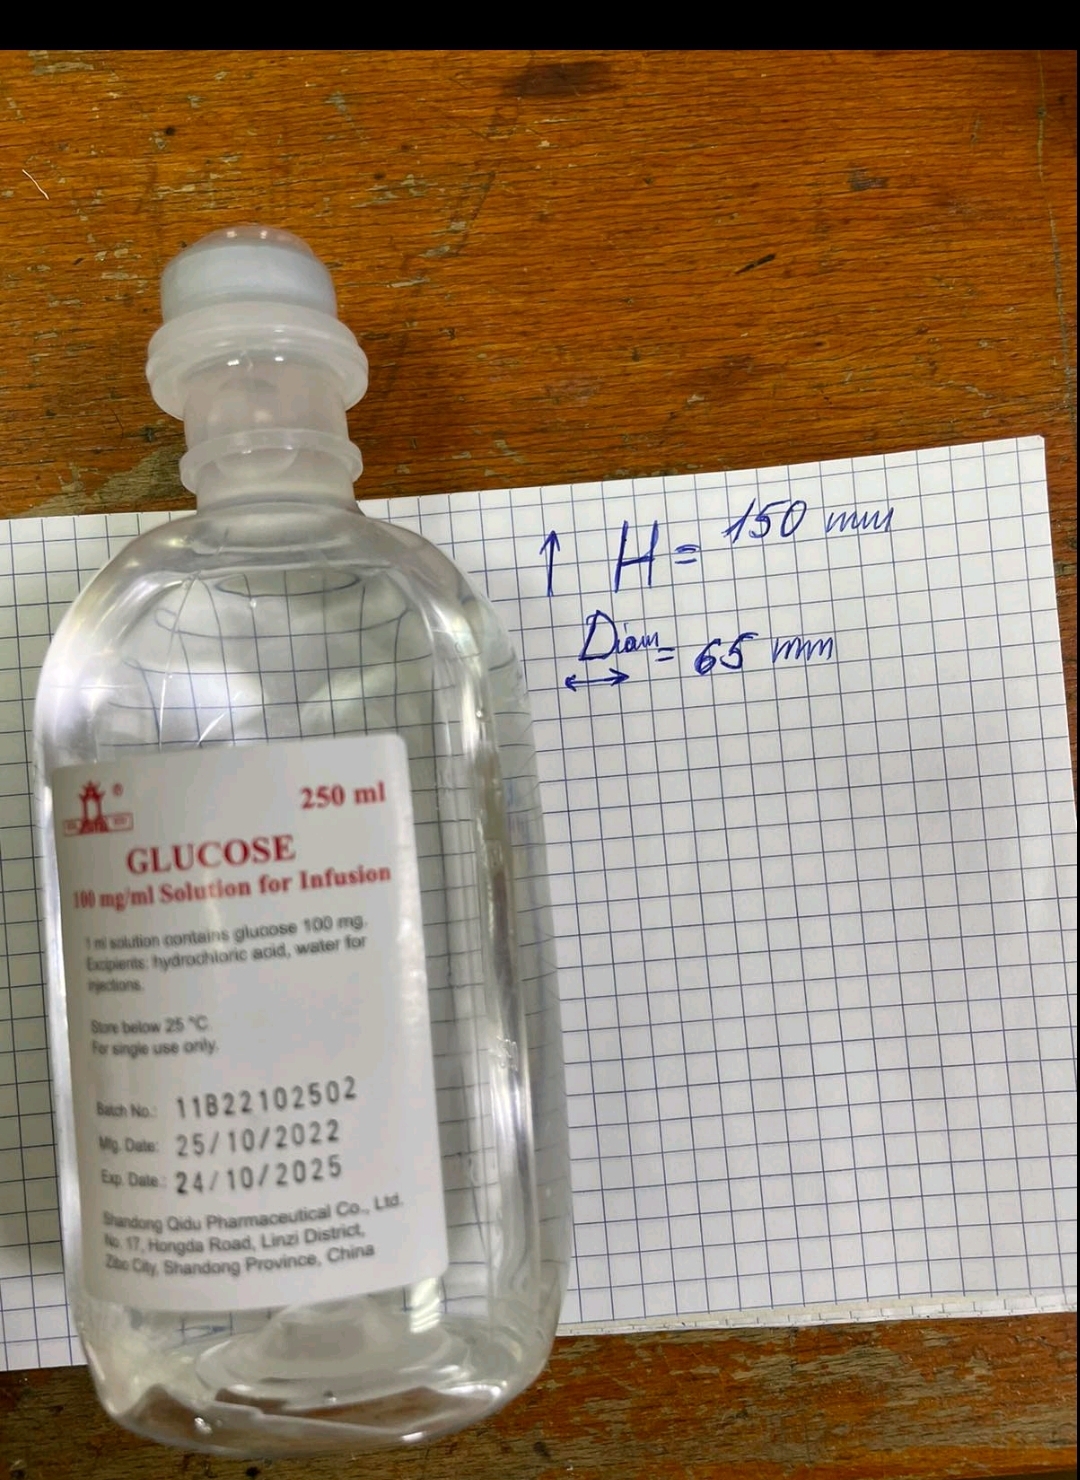 ↑ H = 150 mm
Diam = 65 mm
↔
®
250 ml
GLUCOSE
100 mg/ml Solution for Infusion
1 ml solution contains glucose 100 mg.
Excipients: hydrochloric acid, water for
injections.
Store below 25 °C.
For single use only.
Batch No.: 11B22102502
Mfg. Date: 25/10/2022
Exp. Date.: 24/10/2025
Shandong Qidu Pharmaceutical Co., Ltd.
No. 17, Hongda Road, Linzi District,
Zibo City, Shandong Province, China